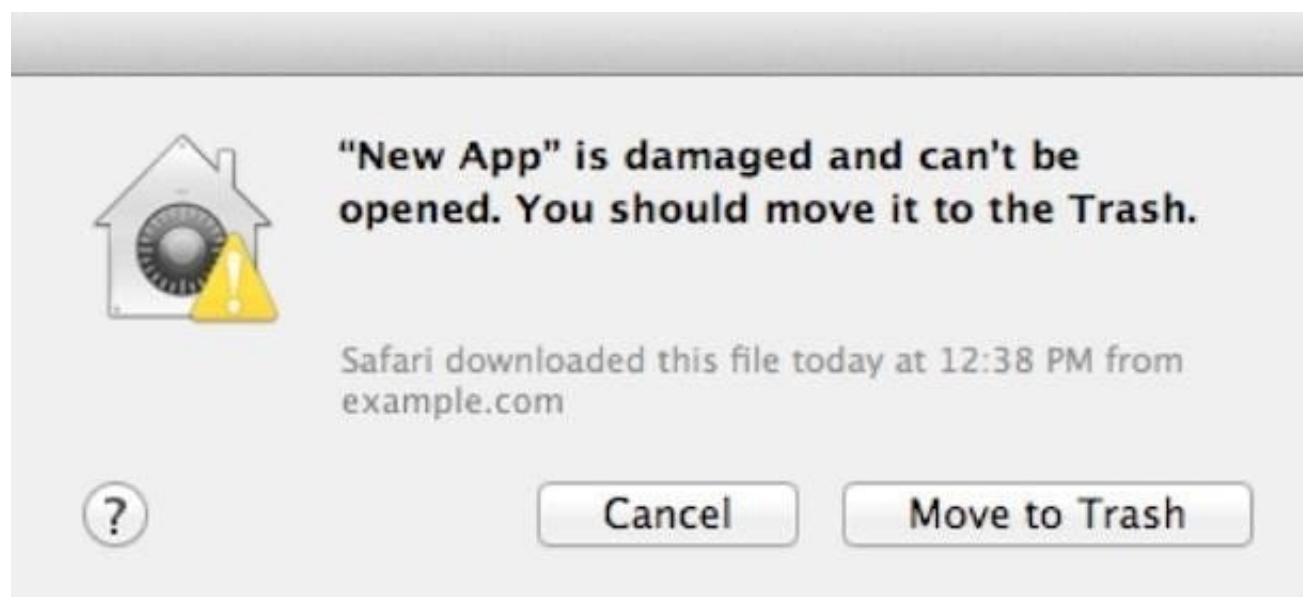 “New App” is damaged and can’t be
opened. You should move it to the Trash.
Safari downloaded this file today at 12:38 PM from
example.com
?
Cancel
Move to Trash